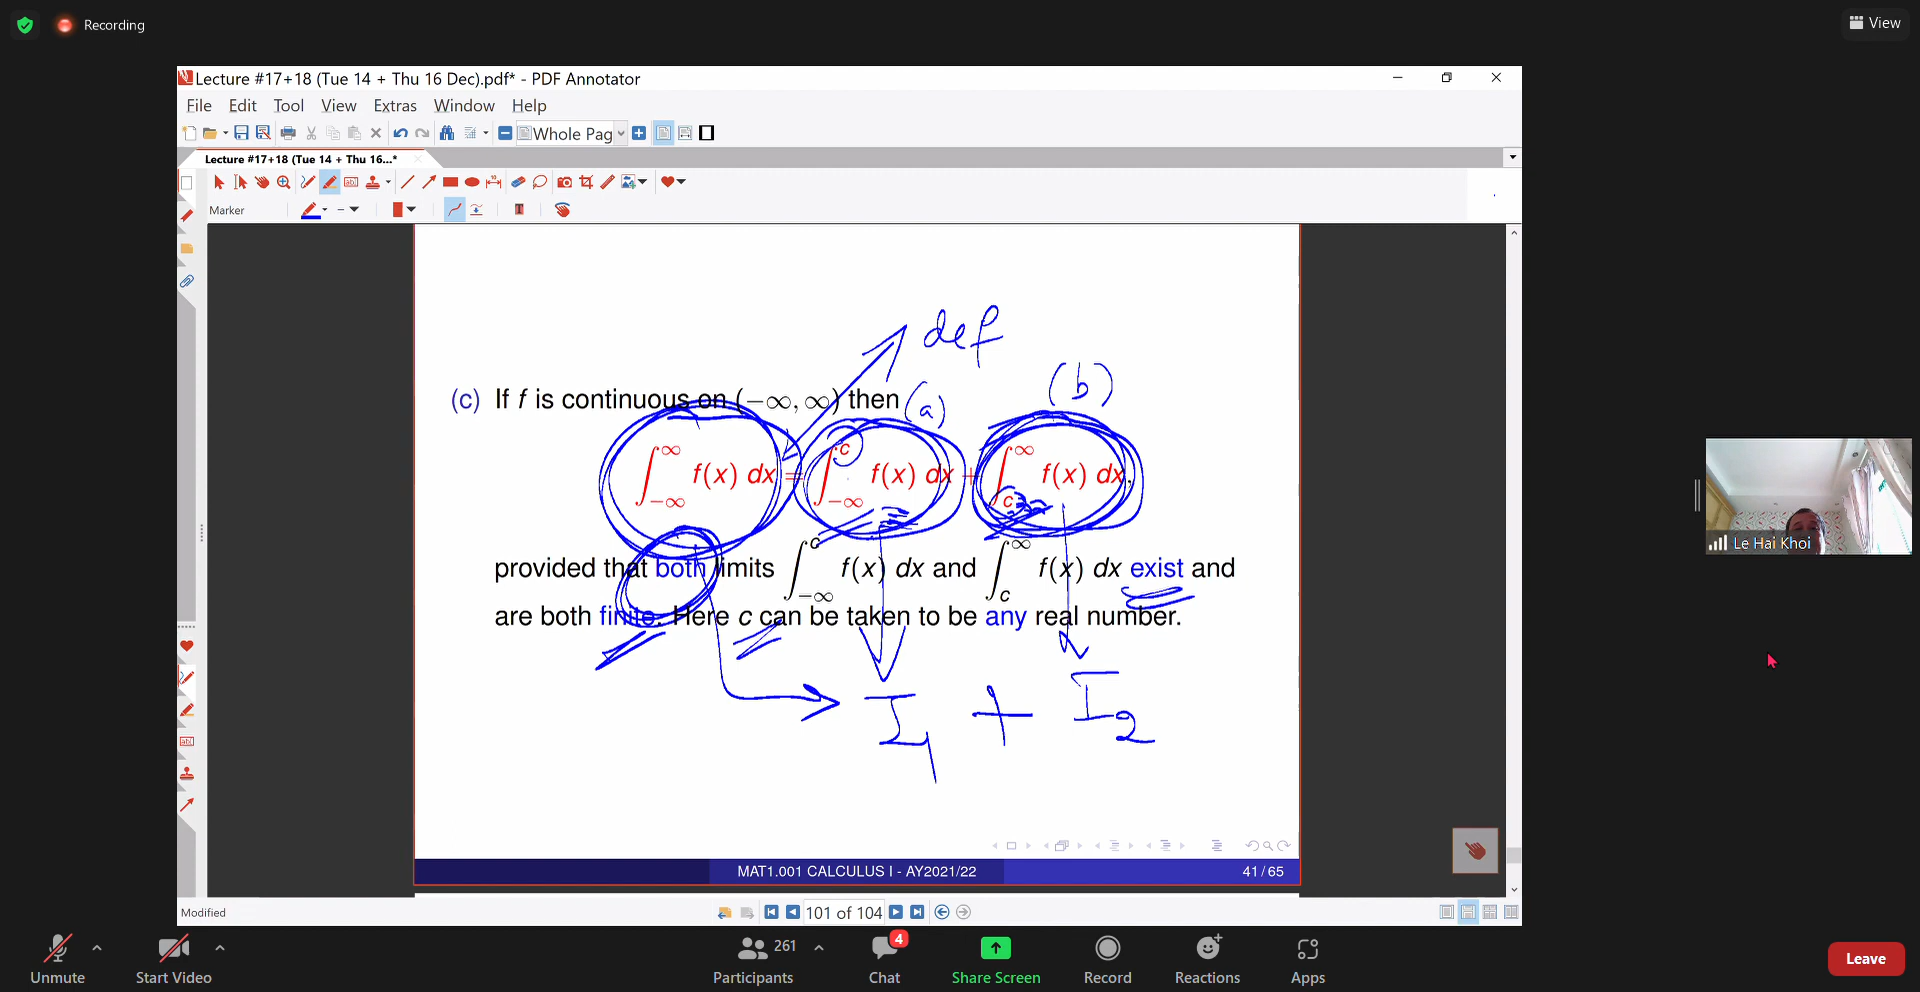 Recording
View
Lecture #17+18 (Tue 14 + Thu 16 Dec).pdf* - PDF Annotator
File Edit Tool View Extras Window Help
Whole Pag
Lecture #17+18 (Tue 14 + Thu 16...*
Marker
def
(c) If f is continuous on (−∞, ∞) then (a) (b)
∫_{−∞}^{∞} f(x) dx = ∫_{−∞}^{c} f(x) dx + ∫_{c}^{∞} f(x) dx,
provided that both limits ∫_{−∞}^{c} f(x) dx and ∫_{c}^{∞} f(x) dx exist and
are both finite. Here c can be taken to be any real number.
I₁ + I₂
MAT1.001 CALCULUS I - AY2021/22 41/65
Modified 101 of 104
Le Hai Khoi
Unmute Start Video Participants 261 Chat 4 Share Screen Record Reactions Apps Leave